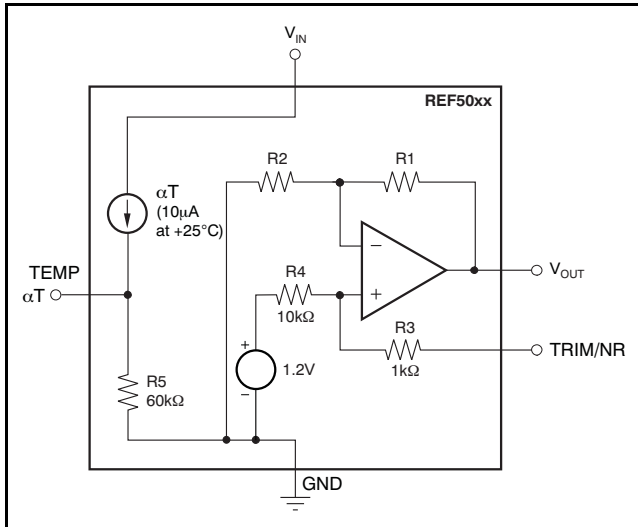 V_IN
REF50xx
R2
R1
αT
(10μA
at +25°C)
TEMP
αT
R4
10kΩ
−
+
V_OUT
R3
1kΩ
TRIM/NR
+
1.2V
−
R5
60kΩ
GND